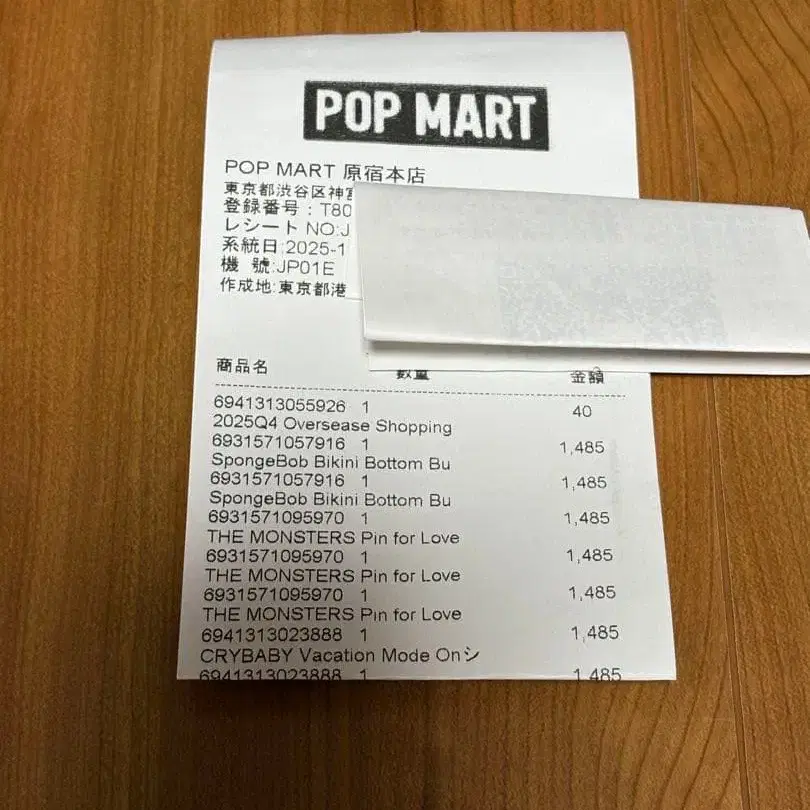 POP MART
POP MART 原宿本店
東京都渋谷区神宮
登録番号：T80
レシート NO:J
系統日:2025-1
機 號:JP01E
作成地:東京都港
商品名 数量 金額
6941313055926 1 40
2025Q4 Oversease Shopping
6931571057916 1 1,485
SpongeBob Bikini Bottom Bu
6931571057916 1 1,485
SpongeBob Bikini Bottom Bu
6931571095970 1 1,485
THE MONSTERS Pin for Love
6931571095970 1 1,485
THE MONSTERS Pin for Love
6931571095970 1 1,485
THE MONSTERS Pin for Love
6941313023888 1 1,485
CRYBABY Vacation Mode Onシ
6941313023888 1 1,485